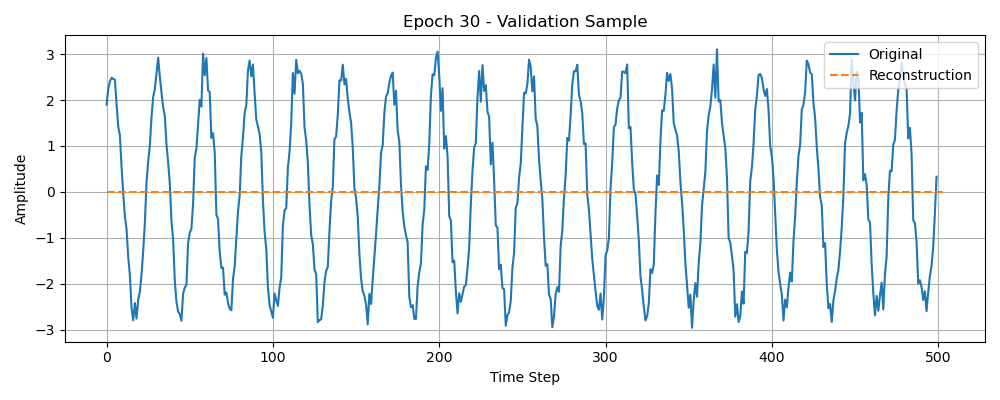 Epoch 30 - Validation Sample
Original
Reconstruction
Amplitude
3
2
1
0
−1
−2
−3
0 100 200 300 400 500
Time Step